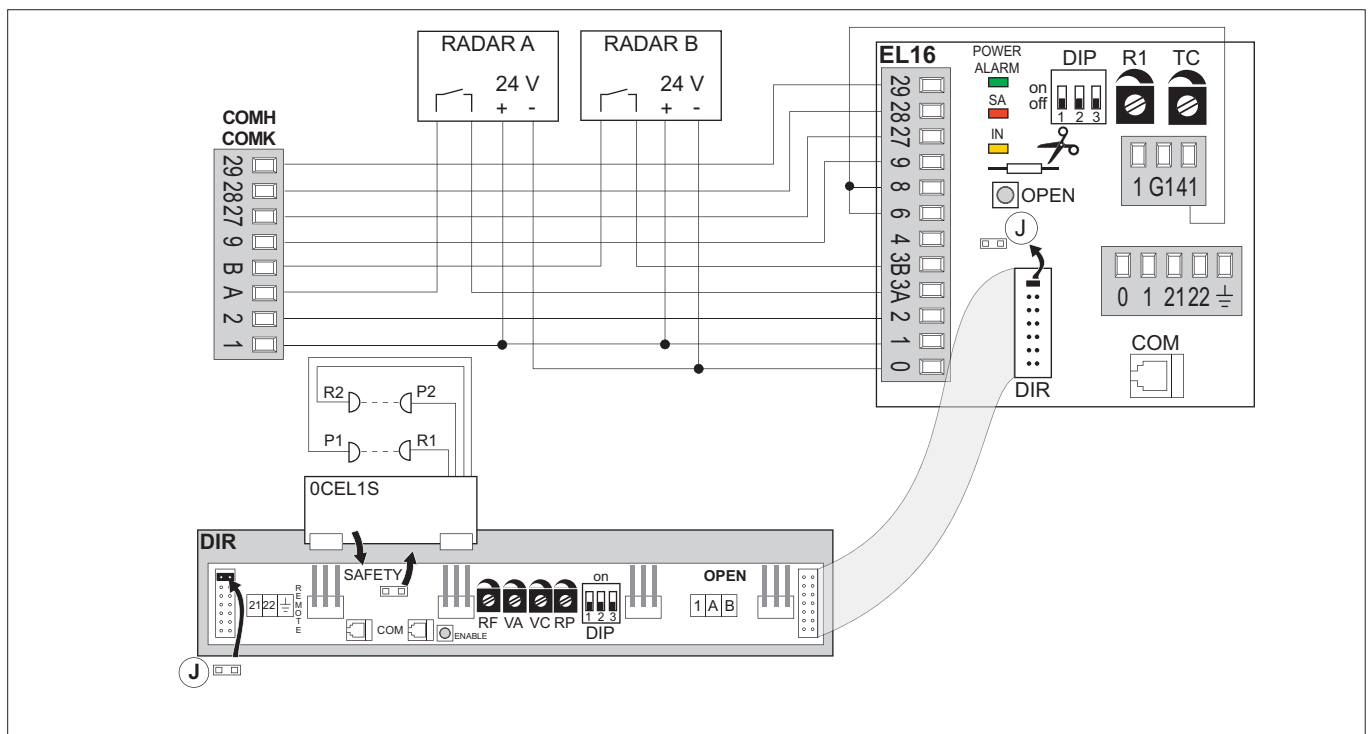 RADAR A
24 V
+ -
RADAR B
24 V
+ -
COMH
COMK
29
28
27
9
B
A
2
1
EL16
29
28
27
9
8
6
4
3B
3A
2
1
0
POWER
ALARM
SA
IN
on
off
DIP
1 2 3
R1
TC
OPEN
J
1 G1 41
0 1 21 22
COM
DIR
R2
P2
P1
R1
0CEL1S
DIR
SAFETY
21 22
REMOTE
COM
ENABLE
RF VA VC RP
on
1 2 3
DIP
OPEN
1 A B
J